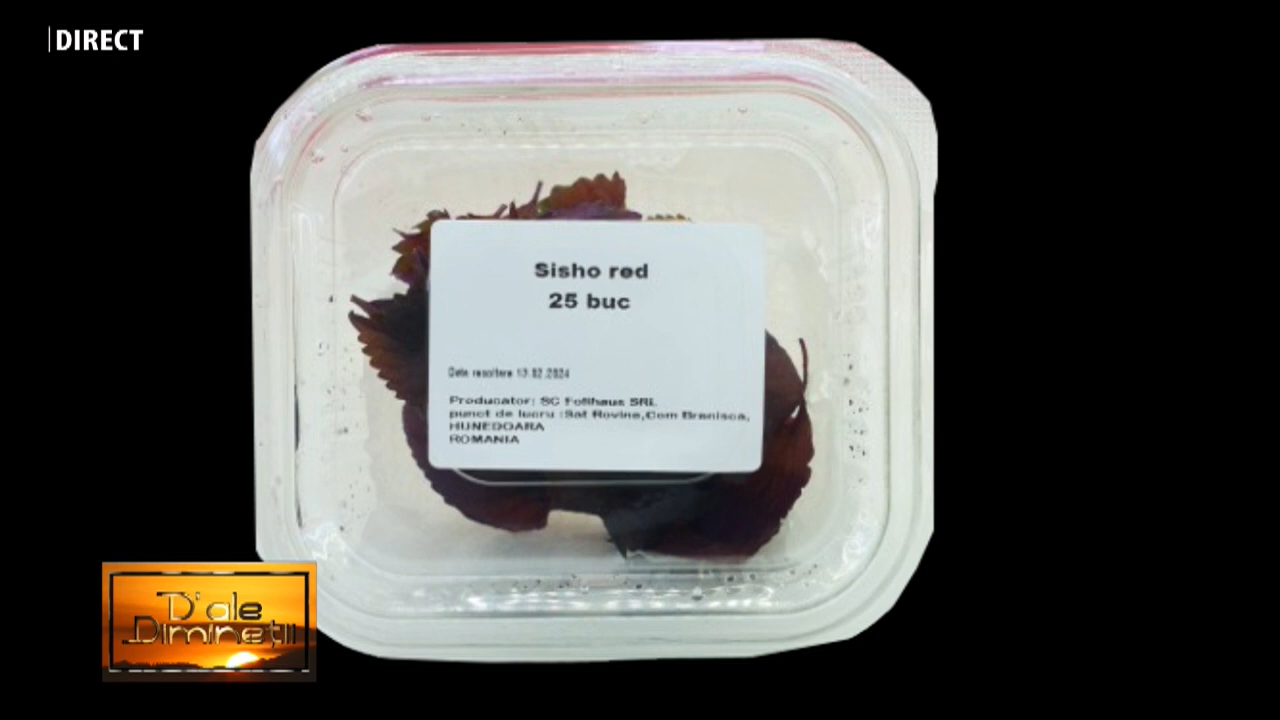 DIRECT
Sisho red
25 buc
Data recoltare 13.02.2024
Producator: SC Follhaus SRL
punct de lucru :Sat Rovina,Com Branisca,
HUNEDOARA
ROMANIA
D'ale
Dimineții